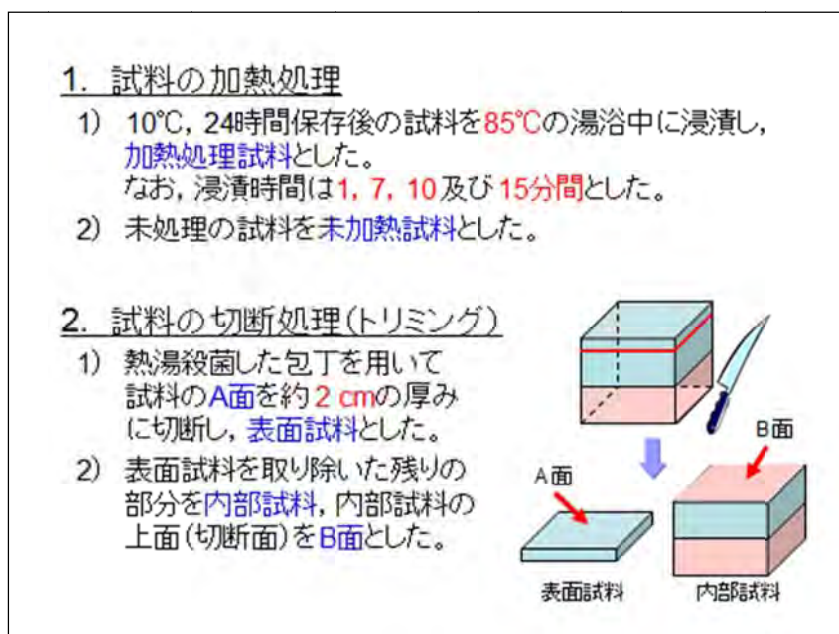 1. 試料の加熱処理
1) 10℃, 24時間保存後の試料を85℃の湯浴中に浸漬し,
加熱処理試料とした。
なお, 浸漬時間は1, 7, 10及び15分間とした。
2) 未処理の試料を未加熱試料とした。
2. 試料の切断処理(トリミング)
1) 熱湯殺菌した包丁を用いて
試料のA面を約2 cmの厚み
に切断し, 表面試料とした。
2) 表面試料を取り除いた残りの
部分を内部試料, 内部試料の
上面(切断面)をB面とした。
B面
A面
表面試料
内部試料